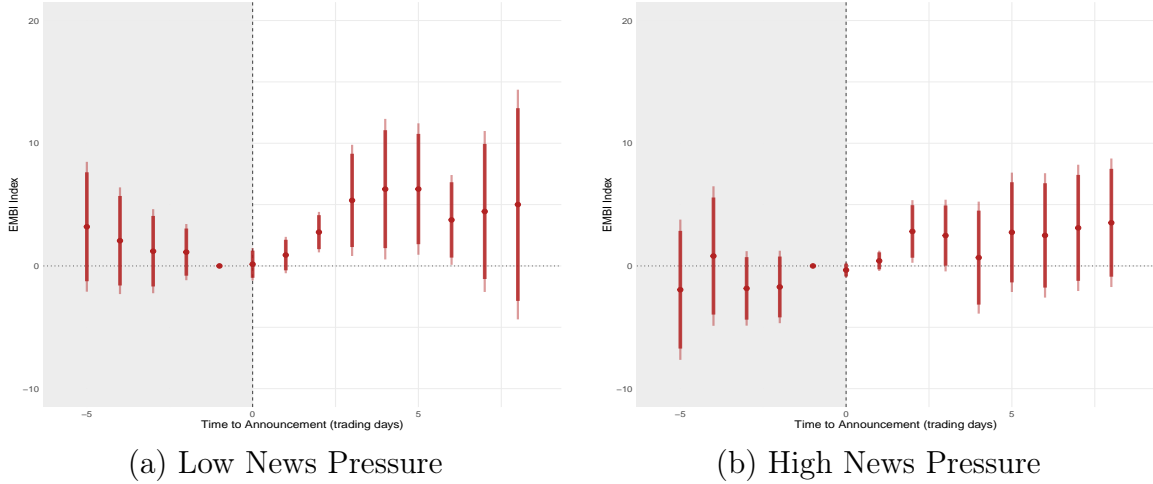 20
10
0
−10
EMBI Index
−5
0
5
Time to Announcement (trading days)
(a) Low News Pressure
20
10
0
−10
EMBI Index
−5
0
5
Time to Announcement (trading days)
(b) High News Pressure